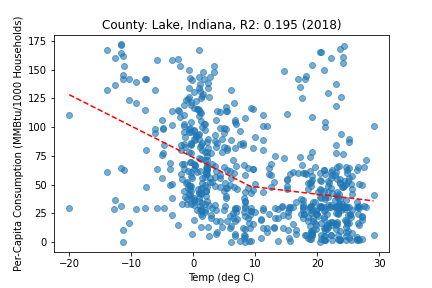 County: Lake, Indiana, R2: 0.195 (2018)
Per-Capita Consumption (MMBtu/1000 Households)
175
150
125
100
75
50
25
0
−20 −10 0 10 20 30
Temp (deg C)